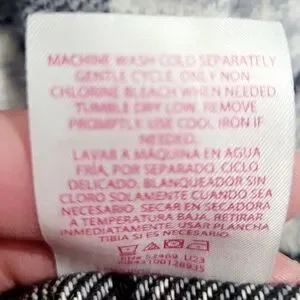 MACHINE WASH COLD SEPARATELY
GENTLE CYCLE. ONLY NON
CHLORINE BLEACH WHEN NEEDED
TUMBLE DRY LOW. REMOVE
PROMPTLY. USE COOL IRON IF
NEEDED.
LAVAR A MAQUINA EN AGUA
FRÍA, POR SEPARADO. CICLO
DELICADO. BLANQUEADOR SIN
CLORO SOLAMENTE CUANDO SEA
NECESARIO. SECAR EN SECADORA
A TEMPERATURA BAJA. RETIRAR
INMEDIATAMENTE. USAR PLANCHA
TIBIA SI ES NECESARIO.